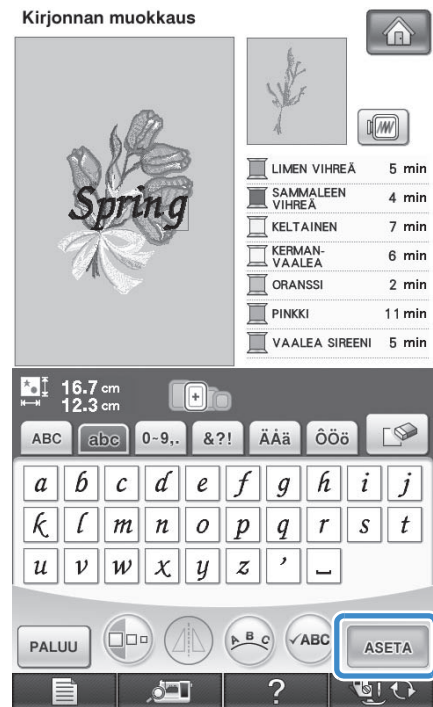 Kirjonnan muokkaus
Spring
LIMEN VIHREÄ 5 min
SAMMALEEN
VIHREÄ 4 min
KELTAINEN 7 min
KERMAN-
VAALEA 6 min
ORANSSI 2 min
PINKKI 11 min
VAALEA SIREENI 5 min
16.7 cm
12.3 cm
ABC abc 0~9,. &?! ÄÅä ÔÖö
a b c d e f g h i j
k l m n o p q r s t
u v w x y z ’ ⎵
PALUU ABC ABC ASETA
?